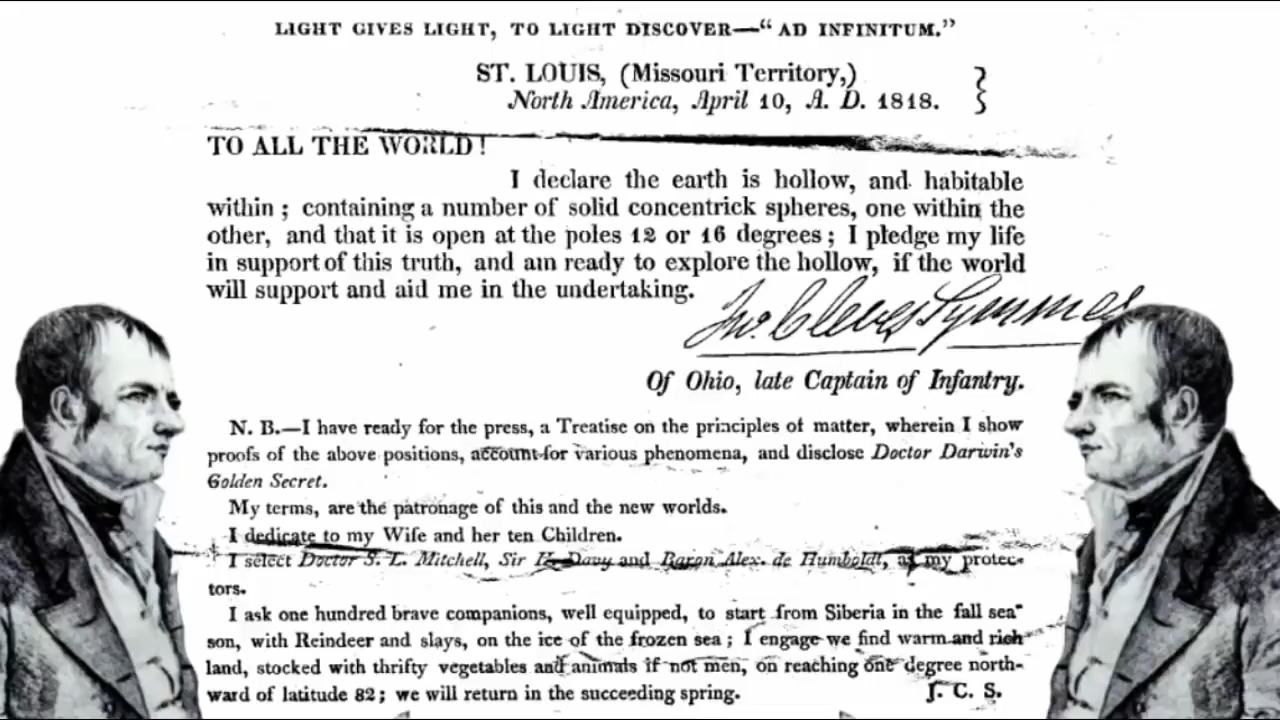 LIGHT GIVES LIGHT, TO LIGHT DISCOVER—“ AD INFINITUM.”
ST. LOUIS, (Missouri Territory,)
North America, April 10, A. D. 1818.
TO ALL THE WORLD!
I declare the earth is hollow, and habitable
within; containing a number of solid concentrick spheres, one within the
other, and that it is open at the poles 12 or 16 degrees; I pledge my life
in support of this truth, and am ready to explore the hollow, if the world
will support and aid me in the undertaking.
Jno. Cleves Symmes
Of Ohio, late Captain of Infantry.
N. B.—I have ready for the press, a Treatise on the principles of matter, wherein I show
proofs of the above positions, account for various phenomena, and disclose Doctor Darwin's
Golden Secret.
My terms, are the patronage of this and the new worlds.
I dedicate to my Wife and her ten Children.
I select Doctor S. L. Mitchell, Sir H. Davy and Baron Alex. de Humboldt, as my protec-
tors.
I ask one hundred brave companions, well equipped, to start from Siberia in the fall sea-
son, with Reindeer and slays, on the ice of the frozen sea; I engage we find warm and rich
land, stocked with thrifty vegetables and animals if not men, on reaching one degree north-
ward of latitude 82; we will return in the succeeding spring.
J. C. S.